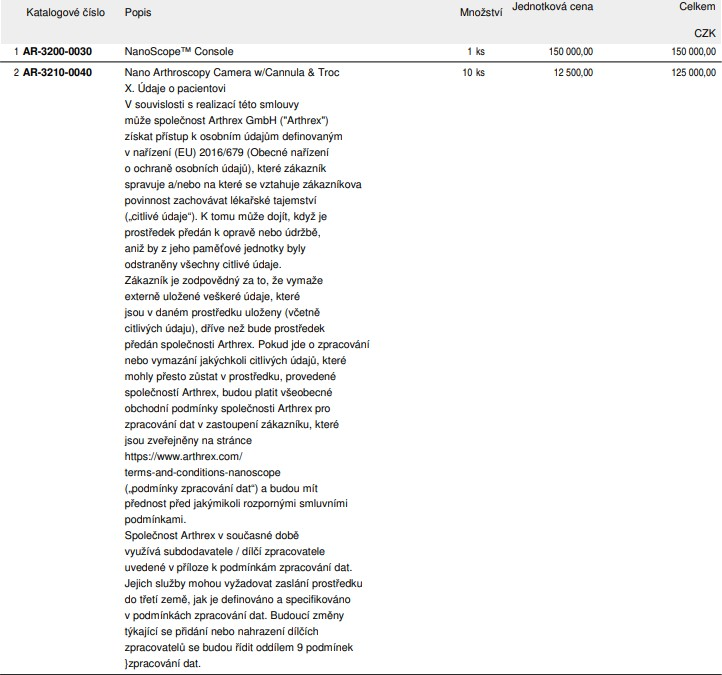 Katalogové číslo Popis Množství Jednotková cena Celkem
CZK
1 AR-3200-0030 NanoScope™ Console 1 ks 150 000,00 150 000,00
2 AR-3210-0040 Nano Arthroscopy Camera w/Cannula & Troc 10 ks 12 500,00 125 000,00
X. Údaje o pacientovi
V souvislosti s realizací této smlouvy
může společnost Arthrex GmbH ("Arthrex")
získat přístup k osobním údajům definovaným
v nařízení (EU) 2016/679 (Obecné nařízení
o ochraně osobních údajů), které zákazník
spravuje a/nebo na které se vztahuje zákazníkova
povinnost zachovávat lékařské tajemství
(„citlivé údaje“). K tomu může dojít, když je
prostředek předán k opravě nebo údržbě,
aniž by z jeho paměťové jednotky byly
odstraněny všechny citlivé údaje.
Zákazník je zodpovědný za to, že vymaže
externě uložené veškeré údaje, které
jsou v daném prostředku uloženy (včetně
citlivých údaju), dříve než bude prostředek
předán společnosti Arthrex. Pokud jde o zpracování
nebo vymazání jakýchkoli citlivých údajů, které
mohly přesto zůstat v prostředku, provedené
společností Arthrex, budou platit všeobecné
obchodní podmínky společnosti Arthrex pro
zpracování dat v zastoupení zákazníku, které
jsou zveřejněny na stránce
https://www.arthrex.com/
terms-and-conditions-nanoscope
(„podmínky zpracování dat“) a budou mít
přednost před jakýmikoli rozpornými smluvními
podmínkami.
Společnost Arthrex v současné době
využívá subdodavatele / dílčí zpracovatele
uvedené v příloze k podmínkám zpracování dat.
Jejich služby mohou vyžadovat zaslání prostředku
do třetí země, jak je definováno a specifikováno
v podmínkách zpracování dat. Budoucí změny
týkající se přidání nebo nahrazení dílčích
zpracovatelů se budou řídit oddílem 9 podmínek
}zpracování dat.